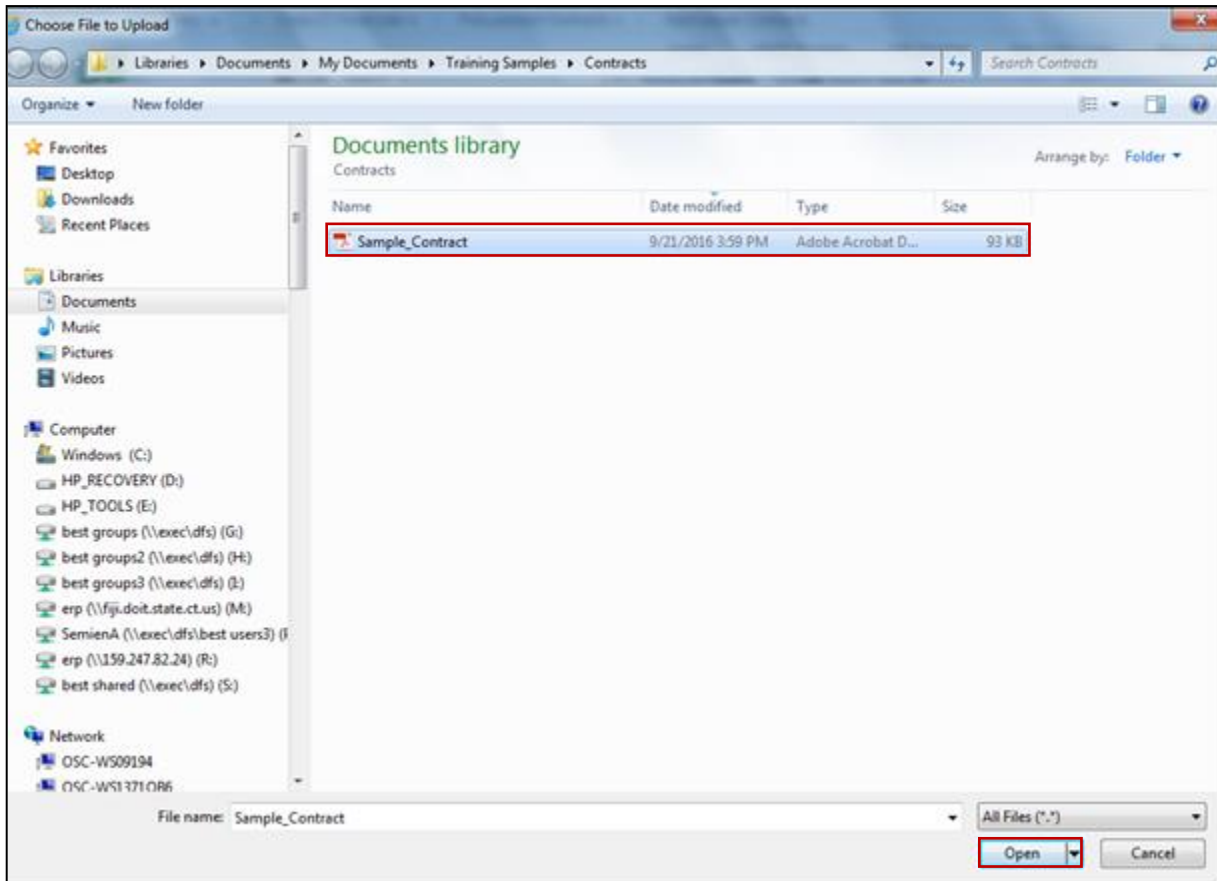 Choose File to Upload
Libraries Documents My Documents Training Samples Contracts
Search Contracts
Organize New folder
Favorites
Desktop
Downloads
Recent Places
Libraries
Documents
Music
Pictures
Videos
Computer
Windows (C:)
HP_RECOVERY (D:)
HP_TOOLS (E:)
best groups (\\exec\dfs) (G:)
best groups2 (\\exec\dfs) (H:)
best groups3 (\\exec\dfs) (I:)
erp (\\fiji.doit.state.ct.us) (M:)
SemienA (\\exec\dfs\best users3) (
erp (\\159.247.82.24) (R:)
best shared (\\exec\dfs) (S:)
Network
OSC-WS09194
OSC-WS1371OB6
Documents library
Contracts
Arrange by: Folder
Name Date modified Type Size
Sample_Contract 9/21/2016 3:59 PM Adobe Acrobat D... 93 KB
File name: Sample_Contract
All Files (*.*)
Open Cancel